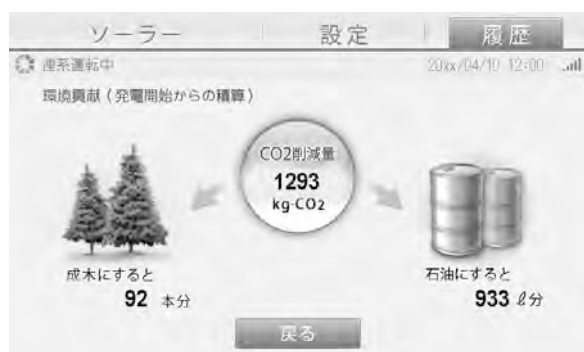 ソーラー 設定 履歴
連系運転中 20xx/04/10 12:00
環境貢献(発電開始からの積算)
CO2削減量
1293
kg-CO2
成木にすると
92 本分
石油にすると
933 ℓ分
戻る